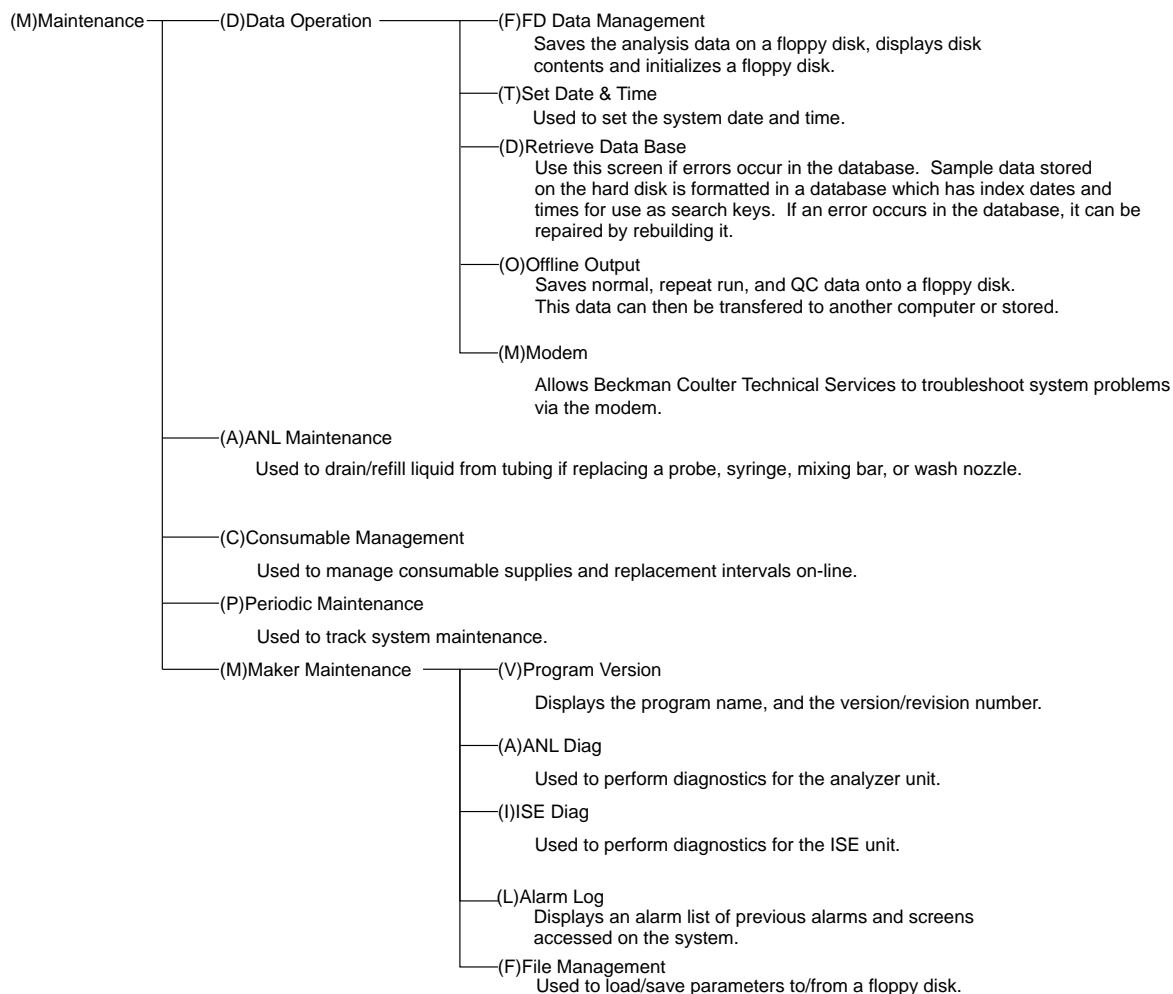 (M)Maintenance
(D)Data Operation
(F)FD Data Management
Saves the analysis data on a floppy disk, displays disk
contents and initializes a floppy disk.
(T)Set Date & Time
Used to set the system date and time.
(D)Retrieve Data Base
Use this screen if errors occur in the database.  Sample data stored
on the hard disk is formatted in a database which has index dates and
times for use as search keys.  If an error occurs in the database, it can be
repaired by rebuilding it.
(O)Offline Output
Saves normal, repeat run, and QC data onto a floppy disk.
This data can then be transfered to another computer or stored.
(M)Modem
Allows Beckman Coulter Technical Services to troubleshoot system problems
via the modem.
(A)ANL Maintenance
Used to drain/refill liquid from tubing if replacing a probe, syringe, mixing bar, or wash nozzle.
(C)Consumable Management
Used to manage consumable supplies and replacement intervals on-line.
(P)Periodic Maintenance
Used to track system maintenance.
(M)Maker Maintenance
(V)Program Version
Displays the program name, and the version/revision number.
(A)ANL Diag
Used to perform diagnostics for the analyzer unit.
(I)ISE Diag
Used to perform diagnostics for the ISE unit.
(L)Alarm Log
Displays an alarm list of previous alarms and screens
accessed on the system.
(F)File Management
Used to load/save parameters to/from a floppy disk.